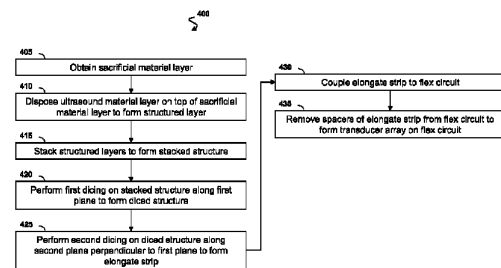 400
405
Obtain sacrificial material layer
410
Dispose ultrasound material layer on top of sacrificial
material layer to form structured layer
415
Stack structured layers to form stacked structure
420
Perform first dicing on stacked structure along first
plane to form diced structure
425
Perform second dicing on diced structure along
second plane perpendicular to first plane to form
elongate strip
430
Couple elongate strip to flex circuit
435
Remove spacers of elongate strip from flex circuit to
form transducer array on flex circuit